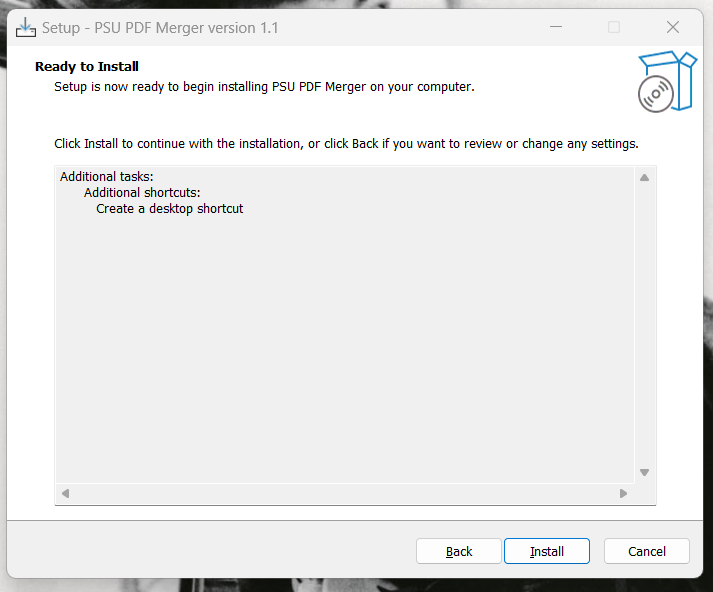 Setup - PSU PDF Merger version 1.1
Ready to Install
Setup is now ready to begin installing PSU PDF Merger on your computer.
Click Install to continue with the installation, or click Back if you want to review or change any settings.
Additional tasks:
Additional shortcuts:
Create a desktop shortcut
Back
Install
Cancel